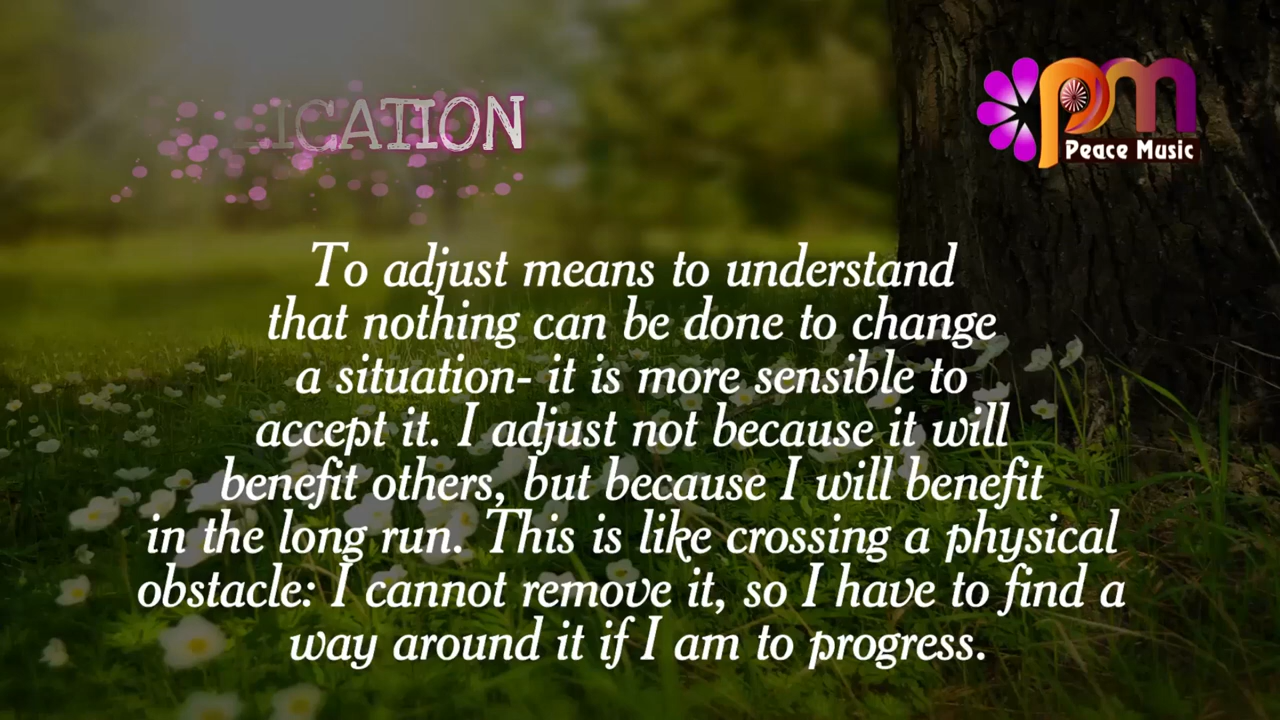 ICATION
pm
Peace Music
To adjust means to understand
that nothing can be done to change
a situation- it is more sensible to
accept it. I adjust not because it will
benefit others, but because I will benefit
in the long run. This is like crossing a physical
obstacle: I cannot remove it, so I have to find a
way around it if I am to progress.